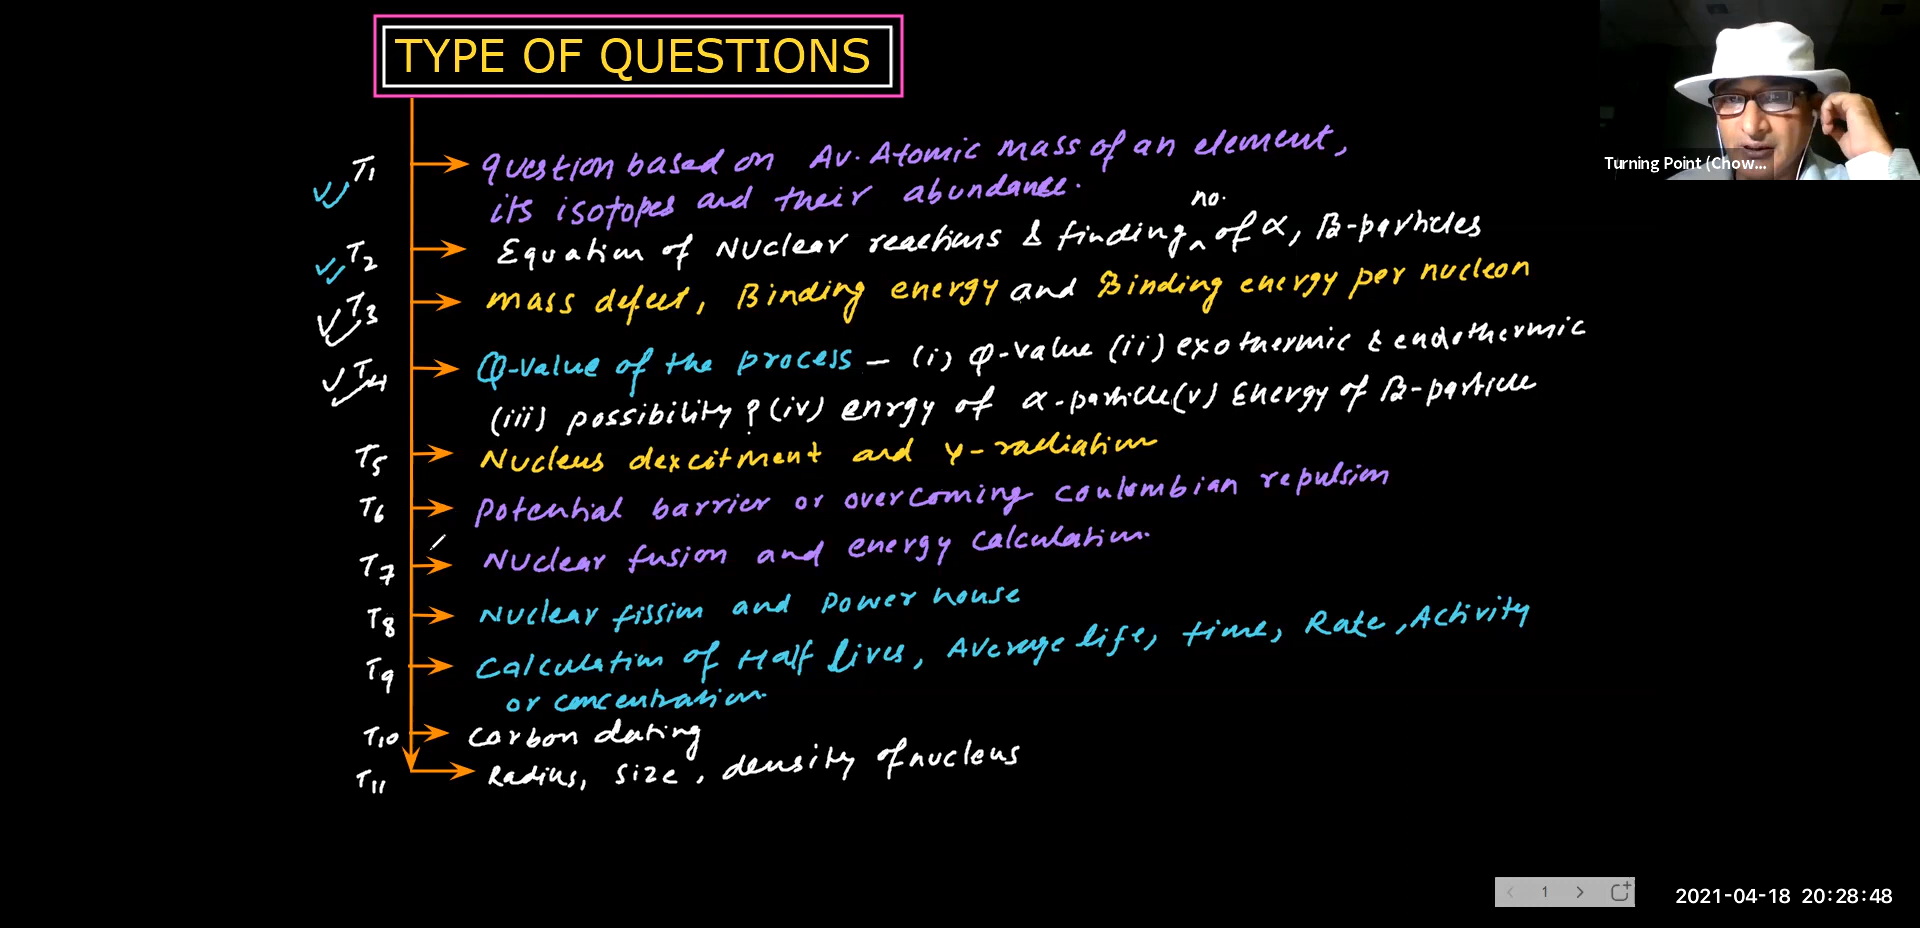 TYPE OF QUESTIONS
T1 question based on Av. Atomic mass of an element,
its isotopes and their abundance.
T2 Equation of Nuclear reactions & finding no. of α, β-particles
T3 mass defect, Binding energy and Binding energy per nucleon
T4 Q-value of the process – (i) Q-value (ii) exothermic & endothermic
(iii) possibility? (iv) enrgy of α-particle (v) Energy of β-particle
T5 Nucleus dexcitment and γ-radiation
T6 potential barrier or overcoming coulombian repulsion
T7 Nuclear fusion and energy calculation.
T8 Nuclear fission and power house
T9 Calculation of Half lives, Average life, time, Rate, Activity
or concentration.
T10 Carbon dating
T11 Radius, size, density of nucleus
Turning Point (Chow...
1
2021-04-18 20:28:48